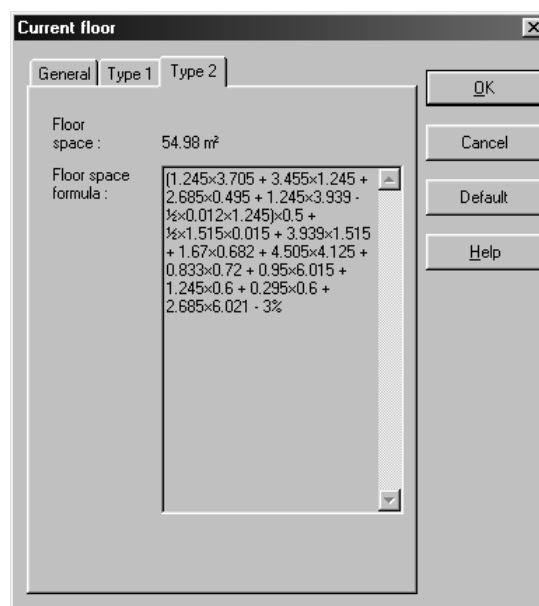 Current floor
General Type 1 Type 2
OK
Cancel
Default
Help
Floor
space : 54.98 m²
Floor space
formula :
(1.245×3.705 + 3.455×1.245 +
2.685×0.495 + 1.245×3.939 -
½×0.012×1.245)×0.5 +
½×1.515×0.015 + 3.939×1.515
+ 1.67×0.682 + 4.505×4.125 +
0.833×0.72 + 0.95×6.015 +
1.245×0.6 + 0.295×0.6 +
2.685×6.021 - 3%